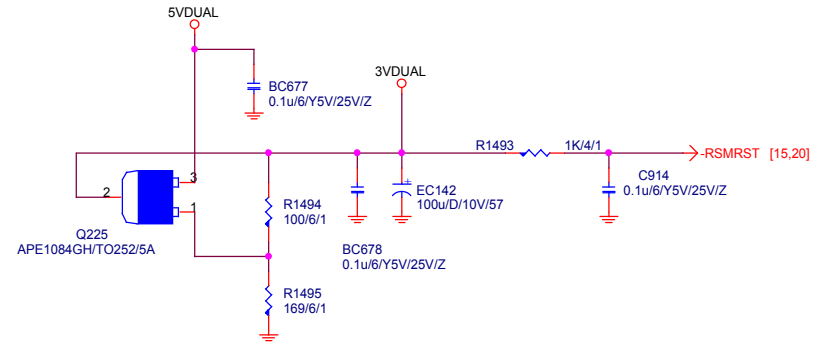 5VDUAL
3VDUAL
BC677
0.1u/6/Y5V/25V/Z
R1493
1K/4/1
-RSMRST [15,20]
3
2
1
C914
0.1u/6/Y5V/25V/Z
EC142
100u/D/10V/57
R1494
100/6/1
Q225
APE1084GH/TO252/5A
BC678
0.1u/6/Y5V/25V/Z
R1495
169/6/1
+